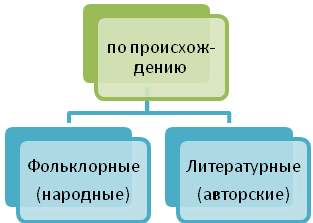 по происхож-
дению
Фольклорные
(народные)
Литературные
(авторские)